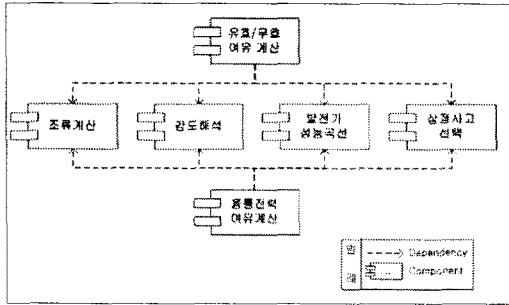 유효/무효
여유 계산
조류계산
감도해석
발전기
성능곡선
상정사고
선택
융통전력
여유계산
범
례
Dependency
Component